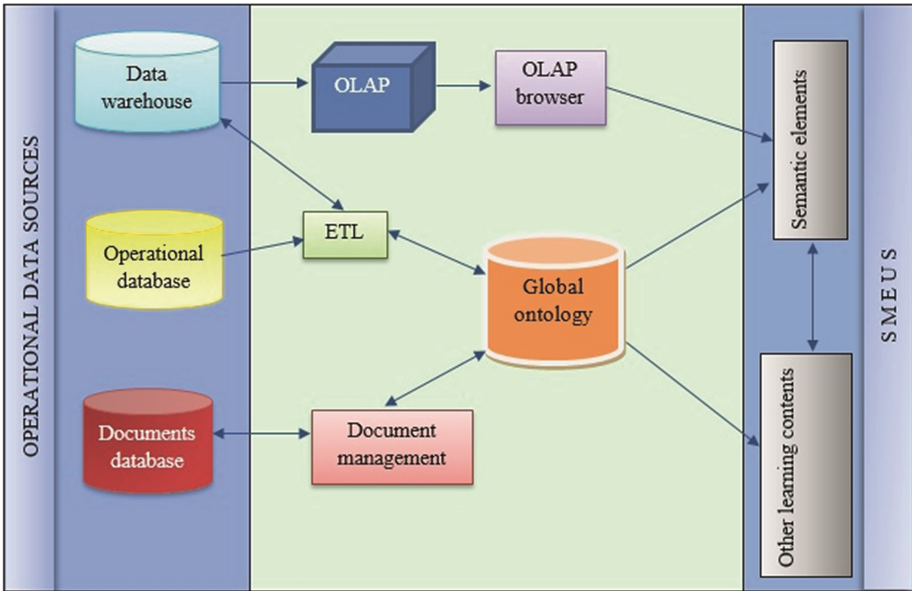 OPERATIONAL DATA SOURCES
Data
warehouse
OLAP
OLAP
browser
Semantic elements
ETL
Operational
database
Global
ontology
SMEUS
Documents
database
Document
management
Other learning contents